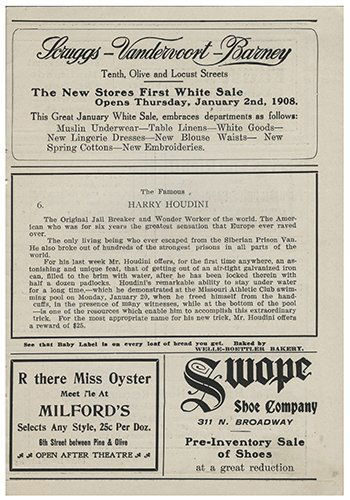 Scruggs–Vandervoort–Barney
Tenth, Olive and Locust Streets
The New Stores First White Sale
Opens Thursday, January 2nd, 1908.
This Great January White Sale, embraces departments as follows:
Muslin Underwear—Table Linens—White Goods—
New Lingerie Dresses—New Blouse Waists— New
Spring Cottons—New Embroideries.
The Famous
6. HARRY HOUDINI
The Original Jail Breaker and Wonder Worker of the world. The Amer-
ican who was for six years the greatest sensation that Europe ever raved
over.
The only living being who ever escaped from the Siberian Prison Van.
He also broke out of hundreds of the strongest prisons in all parts of the
world.
For his last week Mr. Houdini offers, for the first time anywhere, an as-
tonishing and unique feat, that of getting out of an air-tight galvanized iron
can, filled to the brim with water, after he has been locked therein with
half a dozen padlocks. Houdini's remarkable ability to stay under water
for a long time,—which he demonstrated at the Missouri Athletic Club swim-
ming pool on Monday, January 20, when he freed himself from the hand-
cuffs, in the presence of many witnesses, while at the bottom of the pool
—is one of the resources which enable him to accomplish this extraordinary
trick. For the most appropriate name for his new trick, Mr. Houdini offers
a reward of $25.
See that Baby Label is on every loaf of bread you get. Baked by
WELLE-BOETTLER BAKERY.
R there Miss Oyster
Meet Me At
MILFORD'S
Selects Any Style, 25c Per Doz.
6th Street between Pine & Olive
OPEN AFTER THEATRE
Swope
Shoe Company
311 N. BROADWAY
Pre-Inventory Sale
of Shoes
at a great reduction